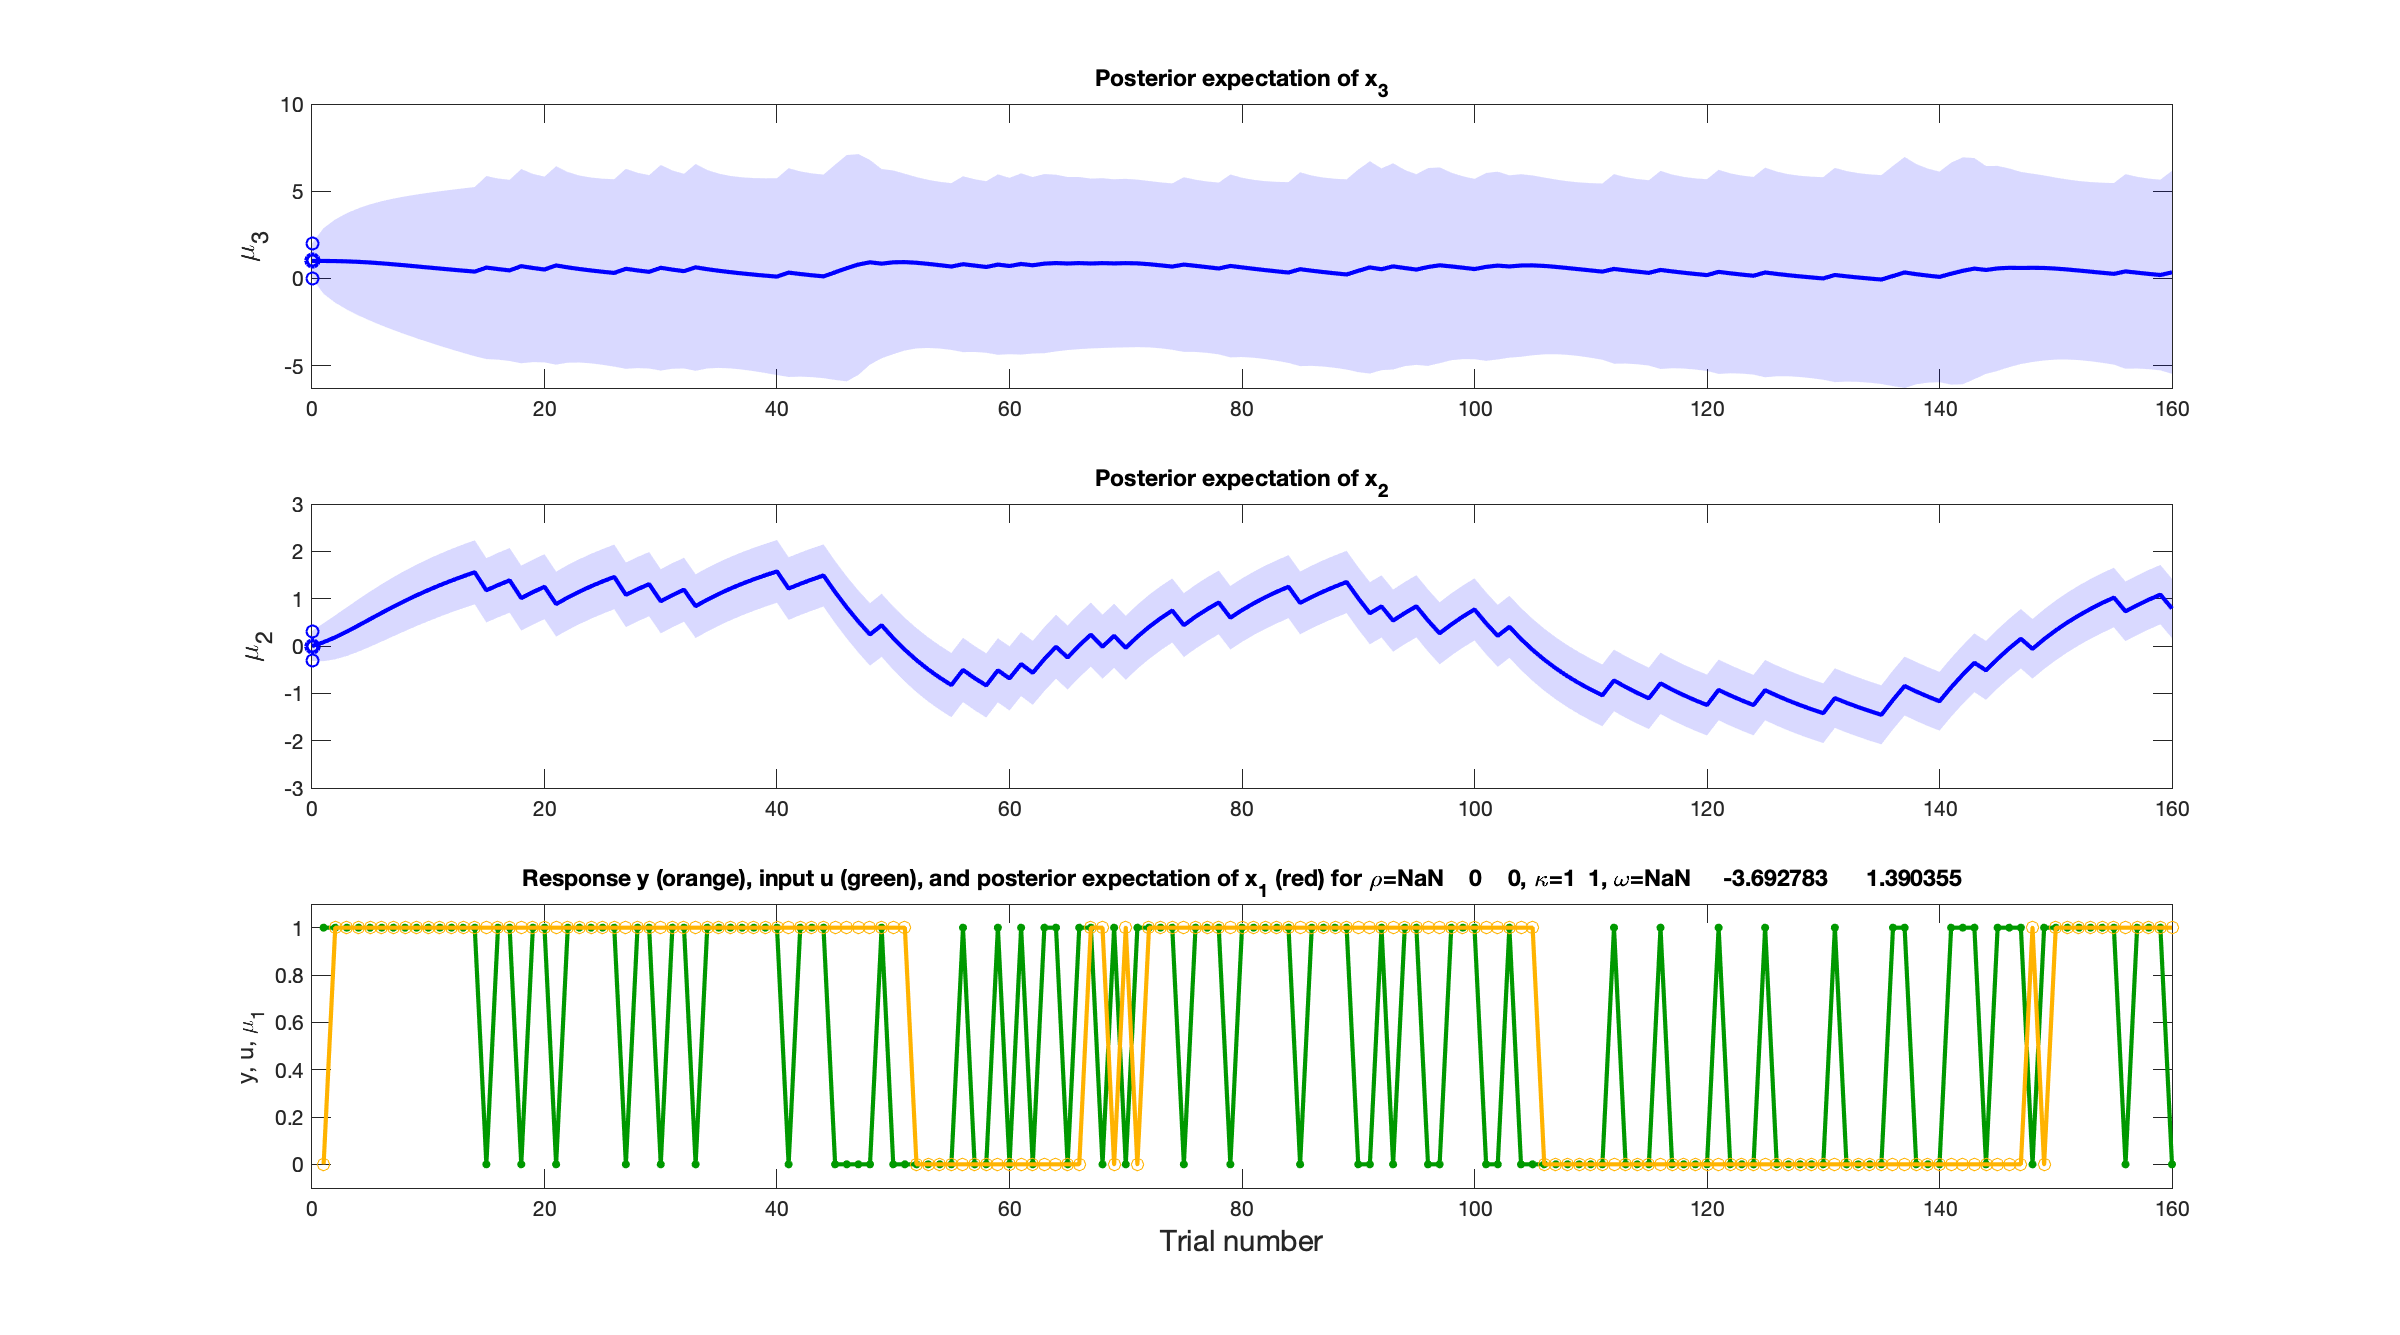 Posterior expectation of x3
10
5
0
-5
μ3
0 20 40 60 80 100 120 140 160
Posterior expectation of x2
3
2
1
0
-1
-2
-3
μ2
0 20 40 60 80 100 120 140 160
Response y (orange), input u (green), and posterior expectation of x1 (red) for ρ=NaN 0 0, κ=1 1, ω=NaN -3.692783 1.390355
1
0.8
0.6
0.4
0.2
0
y, u, μ1
0 20 40 60 80 100 120 140 160
Trial number